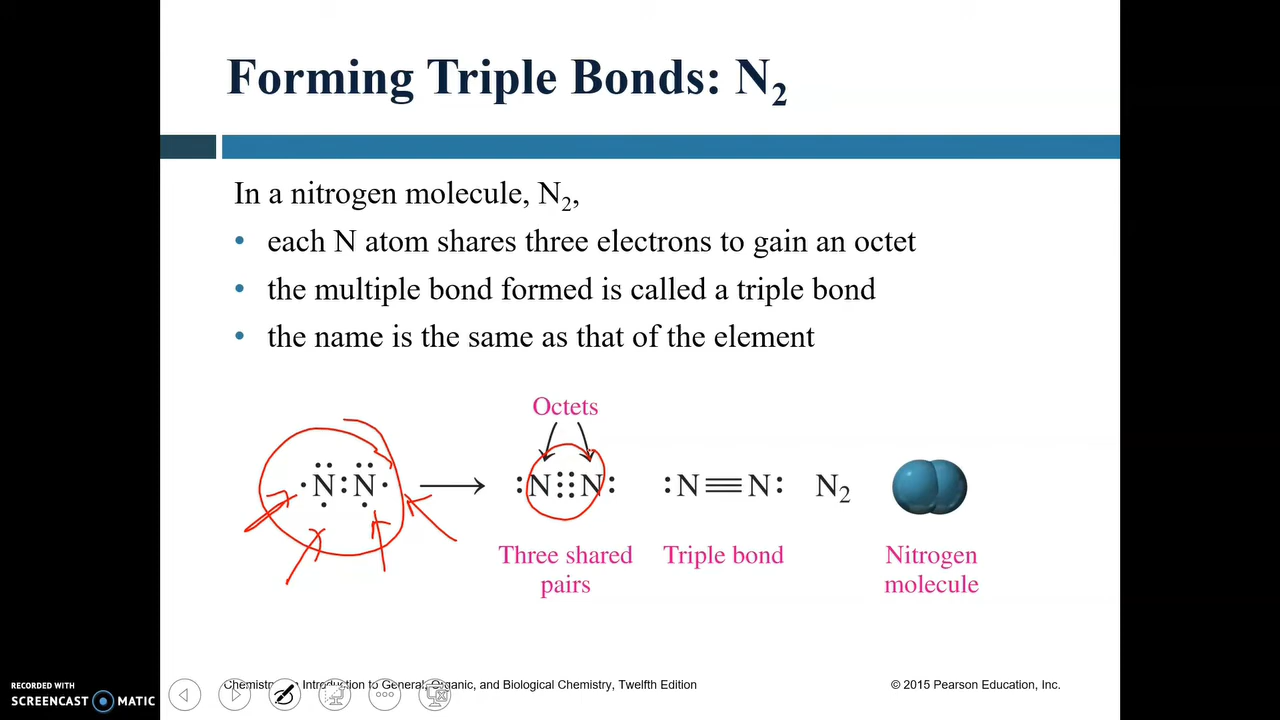 Forming Triple Bonds: N₂
In a nitrogen molecule, N₂,
• each N atom shares three electrons to gain an octet
• the multiple bond formed is called a triple bond
• the name is the same as that of the element
Octets
N:N
:N:::N:
:N≡N:
N₂
Three shared
pairs
Triple bond
Nitrogen
molecule
Introduction to General, Organic, and Biological Chemistry, Twelfth Edition
© 2015 Pearson Education, Inc.
RECORDED WITH
SCREENCAST MATIC